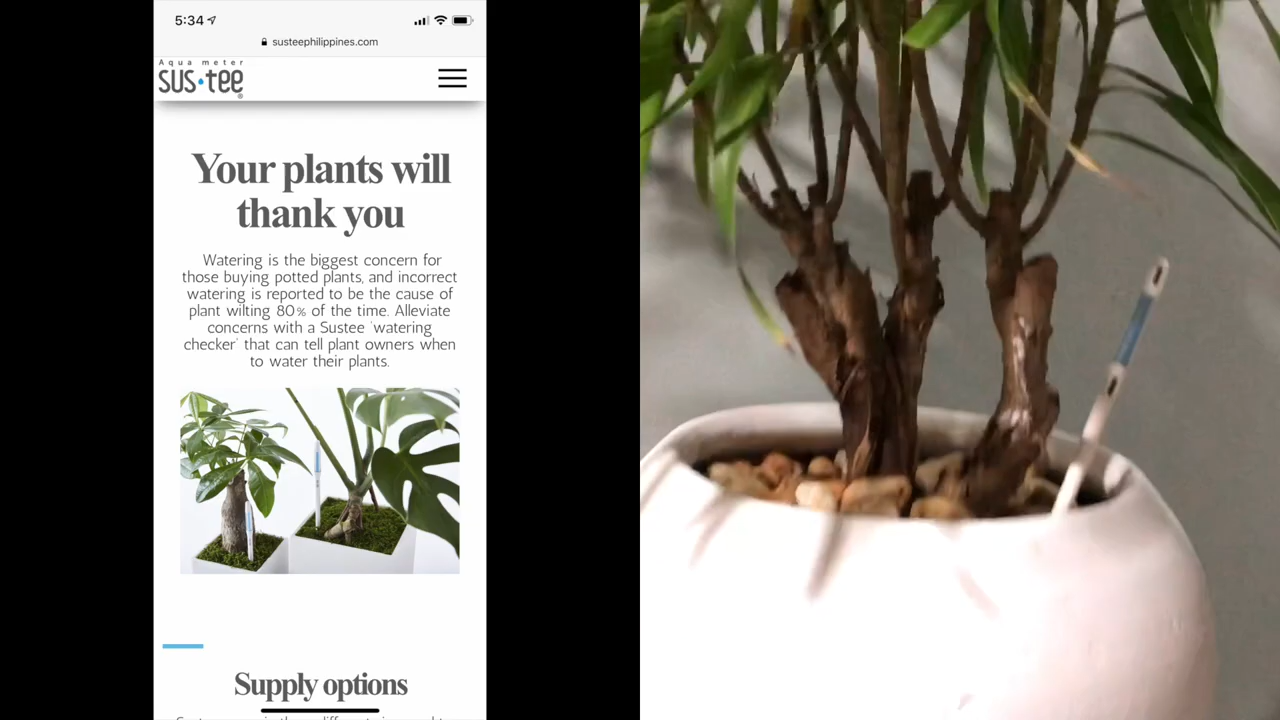 5:34
susteephilippines.com
Aqua meter
sus·tee
®
Your plants will
thank you
Watering is the biggest concern for
those buying potted plants, and incorrect
watering is reported to be the cause of
plant wilting 80% of the time. Alleviate
concerns with a Sustee 'watering
checker' that can tell plant owners when
to water their plants.
Supply options